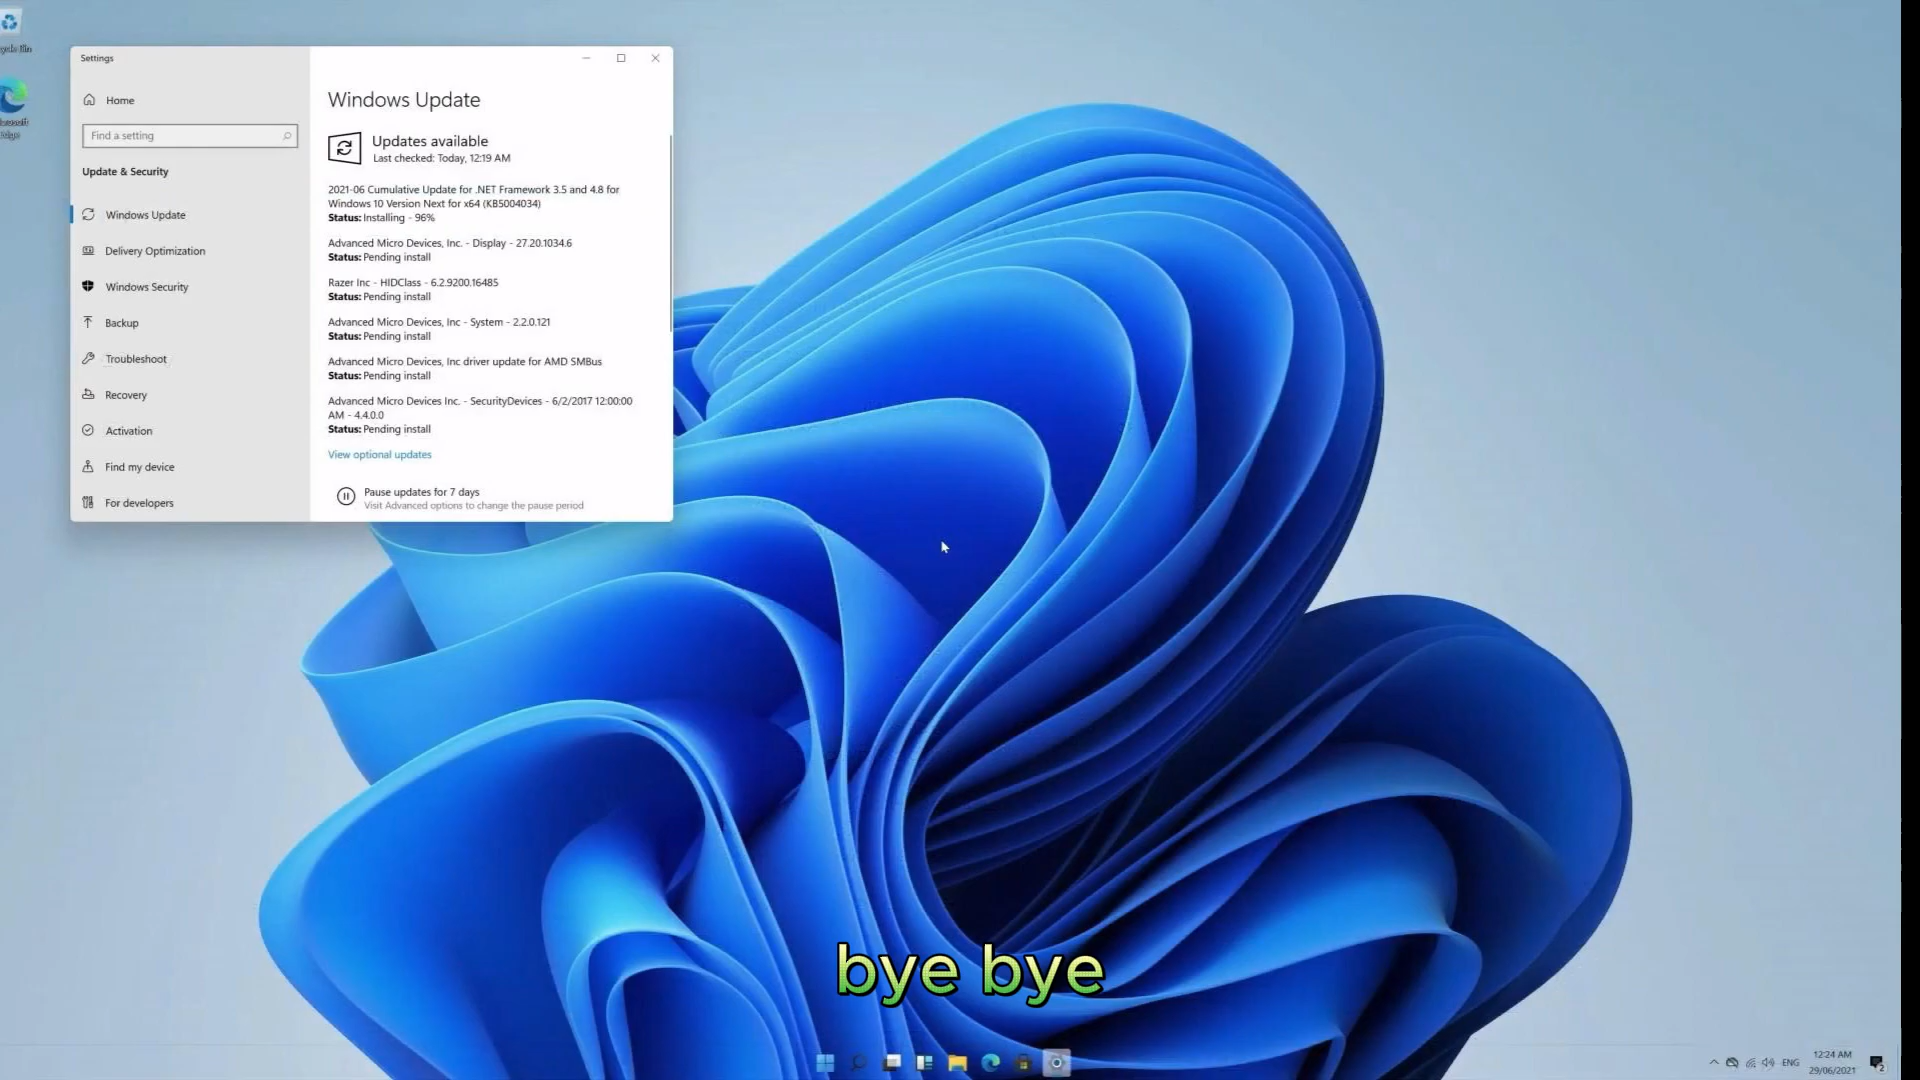 Settings
Home
Find a setting
Update & Security
Windows Update
Delivery Optimization
Windows Security
Backup
Troubleshoot
Recovery
Activation
Find my device
For developers
Windows Update
Updates available
Last checked: Today, 12:19 AM
2021-06 Cumulative Update for .NET Framework 3.5 and 4.8 for
Windows 10 Version Next for x64 (KB5004034)
Status: Installing - 96%
Advanced Micro Devices, Inc. - Display - 27.20.1034.6
Status: Pending install
Razer Inc - HIDClass - 6.2.9200.16485
Status: Pending install
Advanced Micro Devices, Inc - System - 2.2.0.121
Status: Pending install
Advanced Micro Devices, Inc driver update for AMD SMBus
Status: Pending install
Advanced Micro Devices Inc. - SecurityDevices - 6/2/2017 12:00:00
AM - 4.4.0.0
Status: Pending install
View optional updates
Pause updates for 7 days
Visit Advanced options to change the pause period
bye bye
ENG
12:24 AM
29/06/2021
2